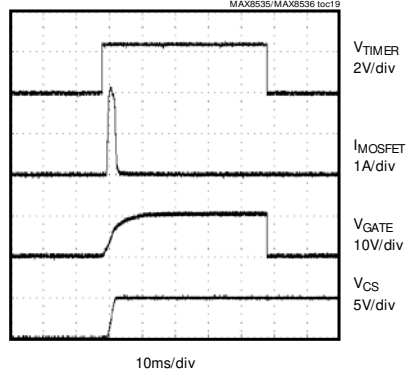 MAX8535/MAX8536 toc19
VTIMER
2V/div
IMOSFET
1A/div
VGATE
10V/div
VCS
5V/div
10ms/div